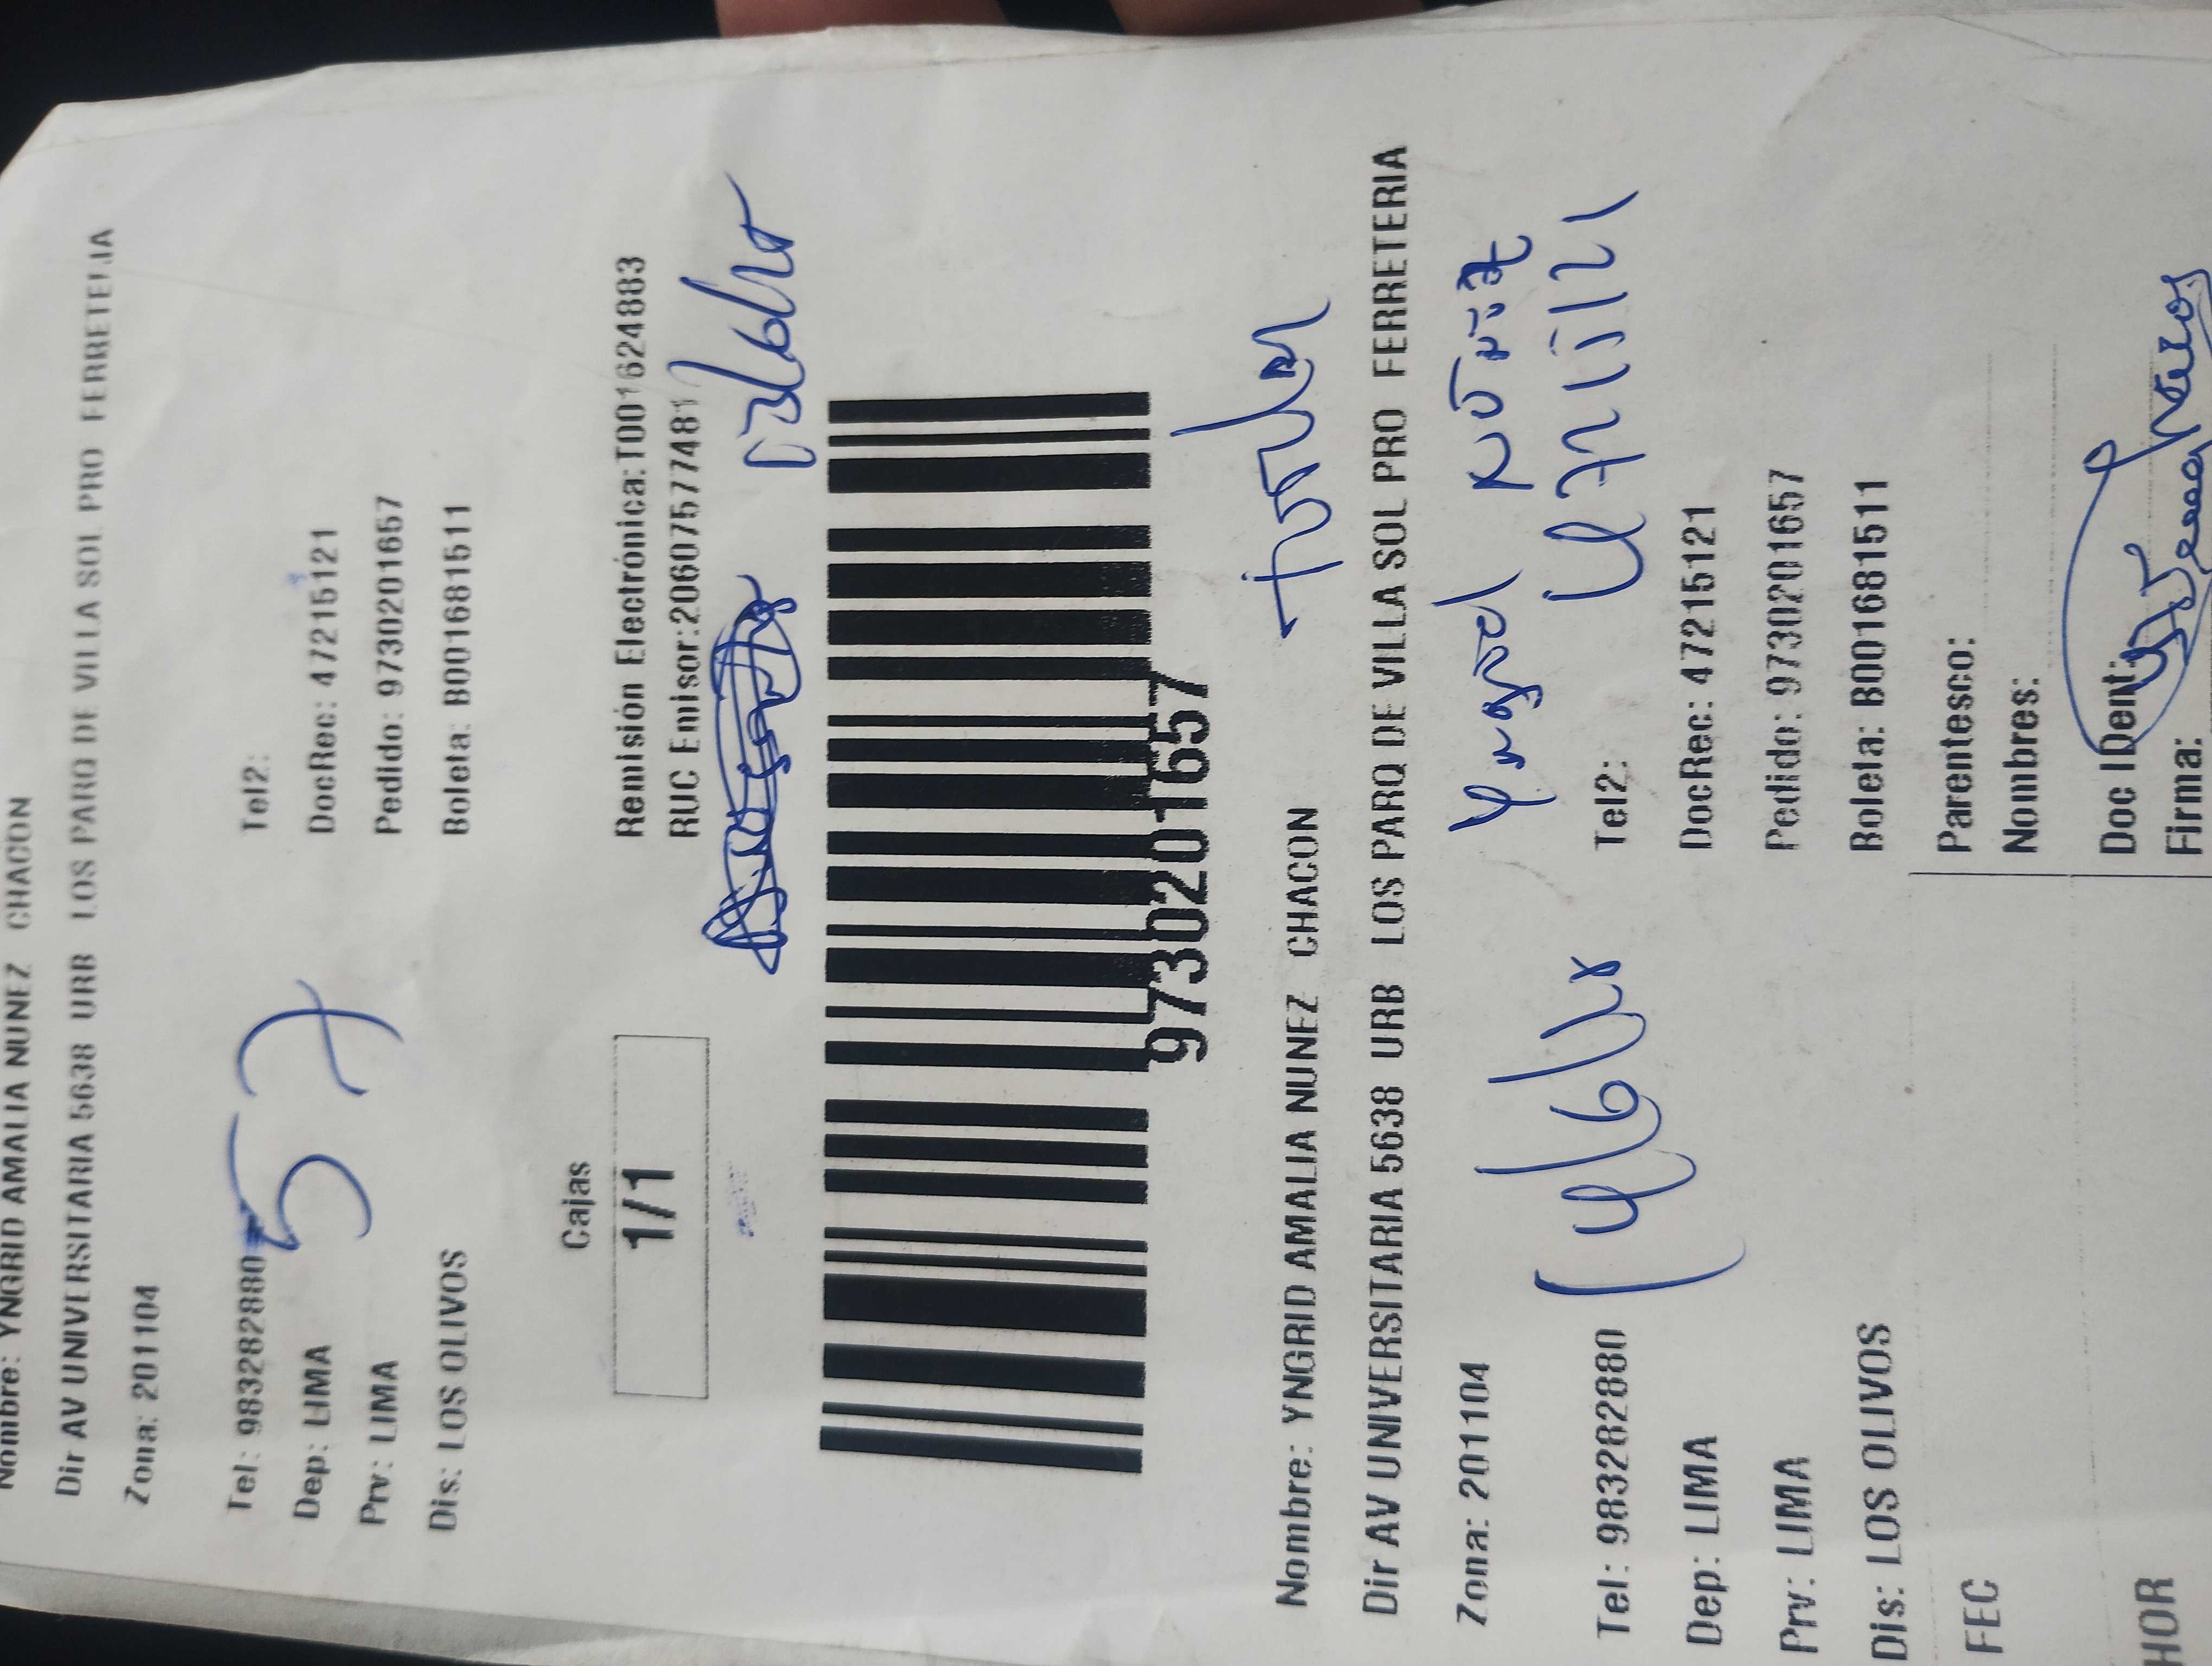 Nombre: YNGRID AMALIA NUNEZ CHACON
Dir AV UNIVERSITARIA 5638 URB LOS PARQ DE VILLA SOL PRO FERRETERIA
Zona: 201104
Tel: 983282880 Tel2:
57
Dep: LIMA DocRec: 47215121
Prv: LIMA Pedido: 9730201657
Dis: LOS OLIVOS Boleta: B001681511
Cajas
1/1
Remisión Electrónica:T001624883
RUC Emisor:20607577481
9730201657
Nombre: YNGRID AMALIA NUNEZ CHACON
Dir AV UNIVERSITARIA 5638 URB LOS PARQ DE VILLA SOL PRO FERRETERIA
Zona: 201104
Tel: 983282880 Tel2:
Dep: LIMA DocRec: 47215121
Prv: LIMA Pedido: 9730201657
Dis: LOS OLIVOS Boleta: B001681511
FEC Parentesco:
Nombres:
HOR Doc IDent:
Firma: